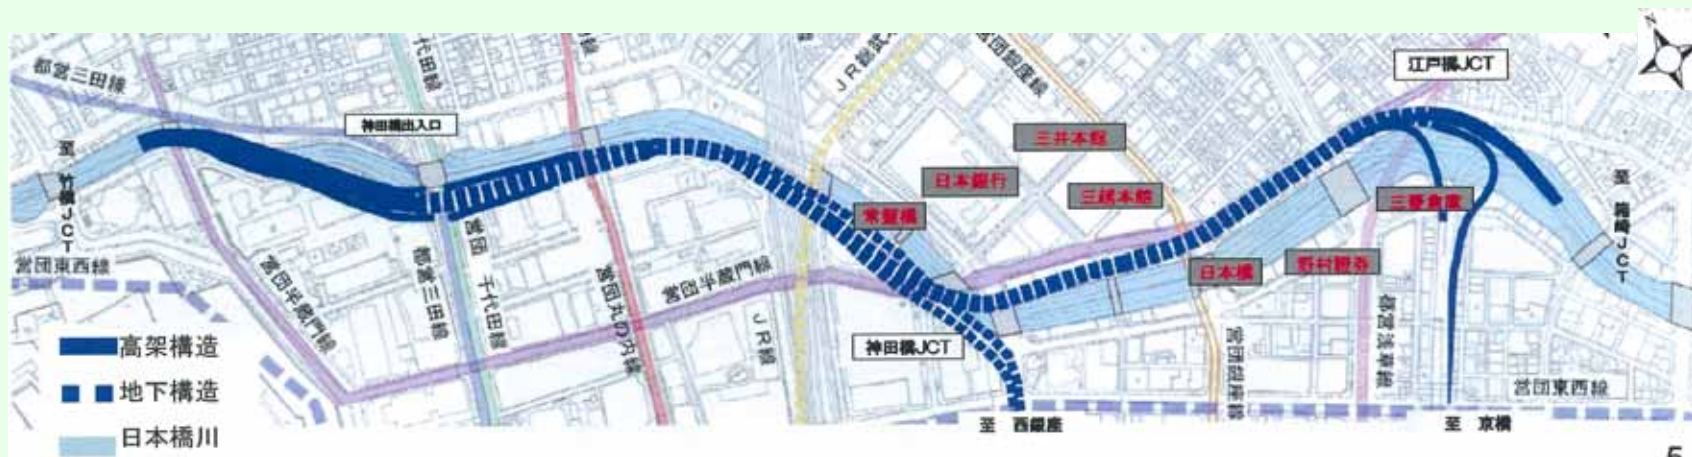 都営三田線
千代田線
営団銀座線
江戸橋JCT
神田橋出入口
三井本館
日本銀行
三越本館
三菱倉庫
常盤橋
日本橋
野村證券
至 竹橋JCT
至 箱崎JCT
営団東西線
営団半蔵門線
都営三田線
営団 千代田線
営団丸の内線
営団半蔵門線
JR線
神田橋JCT
営団銀座線
都営浅草線
営団東西線
至 西銀座
至 京橋
高架構造
地下構造
日本橋川